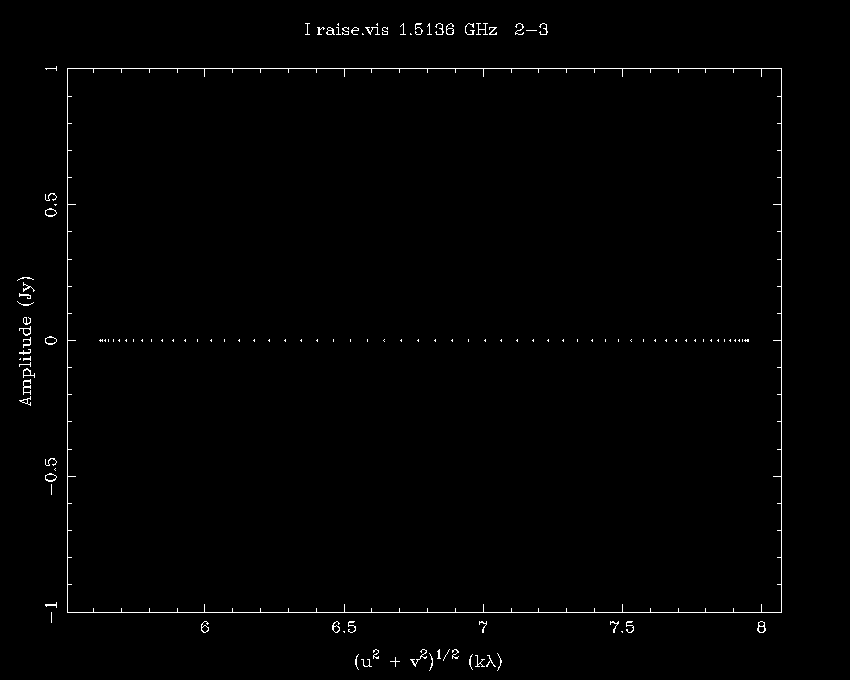 I raise.vis 1.5136 GHz 2-3
1
0.5
0
-0.5
-1
Amplitude (Jy)
6 6.5 7 7.5 8
(u² + v²)^1/2 (kλ)